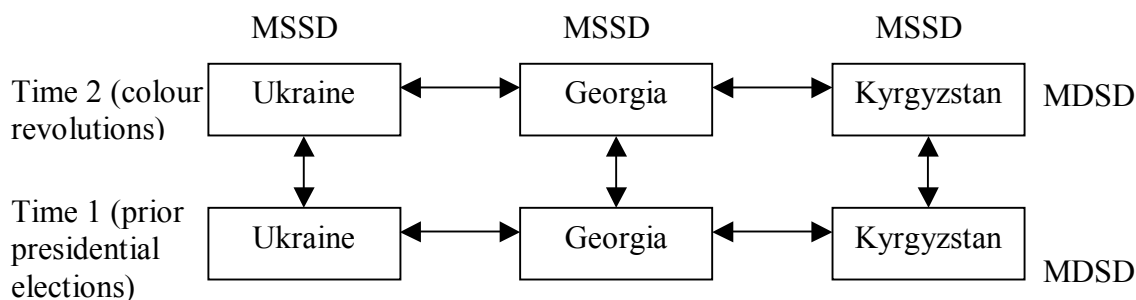 MSSD MSSD MSSD
Time 2 (colour
revolutions)
Ukraine Georgia Kyrgyzstan MDSD
Time 1 (prior
presidential
elections)
Ukraine Georgia Kyrgyzstan
MDSD